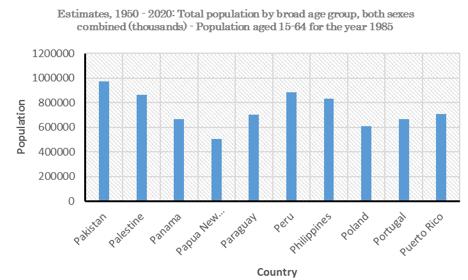 Estimates, 1950 - 2020: Total population by broad age group, both sexes
combined (thousands) - Population aged 15-64 for the year 1985
1200000
1000000
800000
600000
400000
200000
0
Population
Pakistan
Palestine
Panama
Papua New...
Paraguay
Peru
Philippines
Poland
Portugal
Puerto Rico
Country